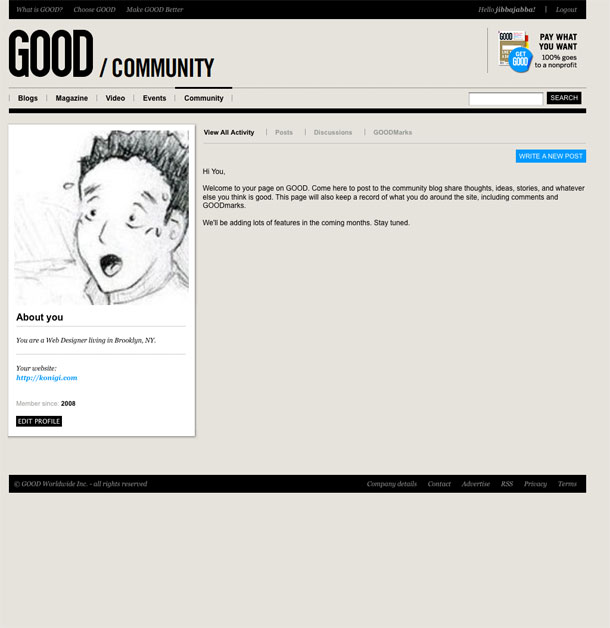 What is GOOD? Choose GOOD Make GOOD Better Hello jibbajabba! | Logout
GOOD / COMMUNITY
GOOD
GET GOOD
PAY WHAT
YOU WANT
100% goes
to a nonprofit
| Blogs | Magazine | Video | Events | Community | SEARCH
View All Activity | Posts | Discussions | GOODMarks
WRITE A NEW POST
Hi You,
Welcome to your page on GOOD. Come here to post to the community blog share thoughts, ideas, stories, and whatever
else you think is good. This page will also keep a record of what you do around the site, including comments and
GOODmarks.
We'll be adding lots of features in the coming months. Stay tuned.
About you
You are a Web Designer living in Brooklyn, NY.
Your website:
http://konigi.com
Member since: 2008
EDIT PROFILE
© GOOD Worldwide Inc. - all rights reserved Company details Contact Advertise RSS Privacy Terms